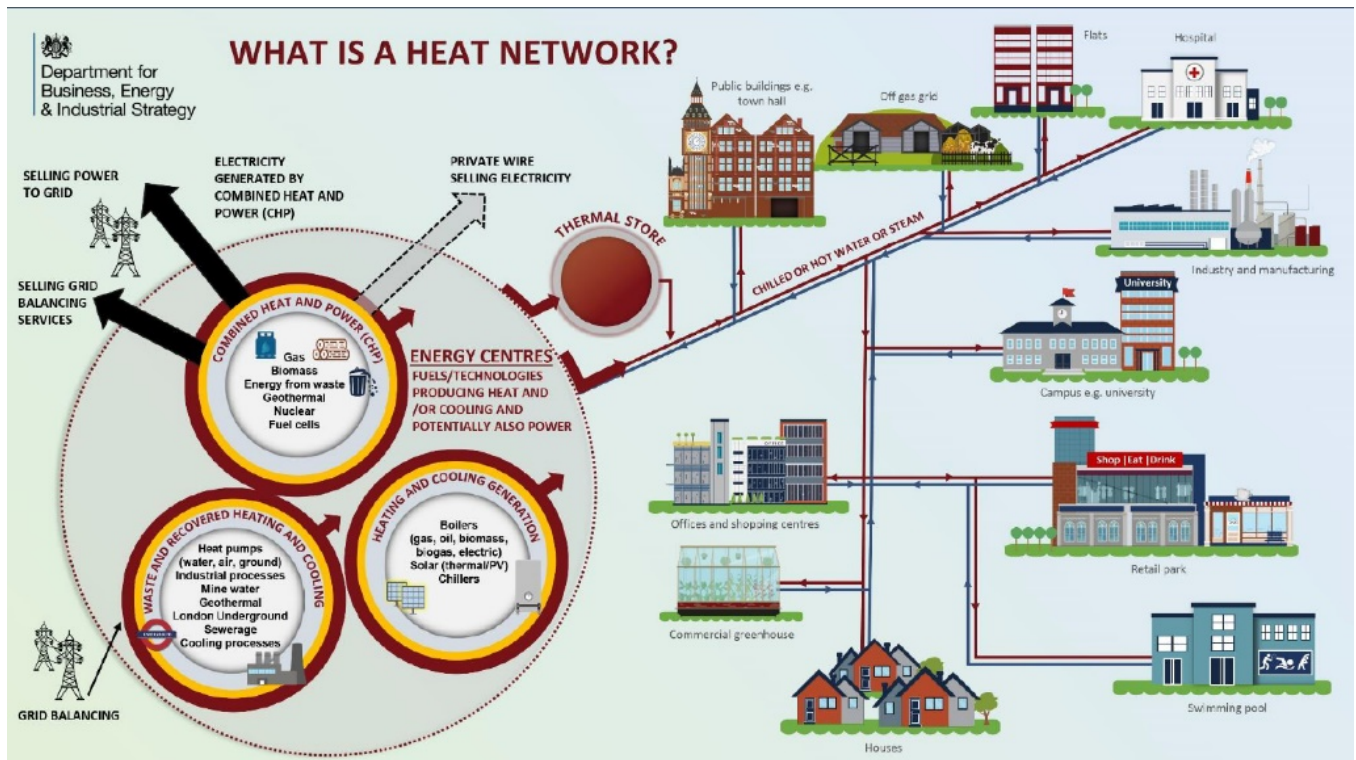 Department for
Business, Energy
& Industrial Strategy
WHAT IS A HEAT NETWORK?
SELLING POWER
TO GRID
ELECTRICITY
GENERATED BY
COMBINED HEAT AND
POWER (CHP)
PRIVATE WIRE
SELLING ELECTRICITY
SELLING GRID
BALANCING
SERVICES
COMBINED HEAT AND POWER (CHP)
Gas
Biomass
Energy from waste
Geothermal
Nuclear
Fuel cells
ENERGY CENTRES
FUELS/TECHNOLOGIES
PRODUCING HEAT AND
/OR COOLING AND
POTENTIALLY ALSO POWER
WASTE AND RECOVERED HEATING AND COOLING
Heat pumps
(water, air, ground)
Industrial processes
Mine water
Geothermal
London Underground
Sewerage
Cooling processes
HEATING AND COOLING GENERATION
Boilers
(gas, oil, biomass,
biogas, electric)
Solar (thermal/PV)
Chillers
GRID BALANCING
THERMAL STORE
CHILLED OR HOT WATER OR STEAM
Public buildings e.g.
town hall
Off gas grid
Flats
Hospital
Industry and manufacturing
University
Campus e.g. university
Offices and shopping centres
Shop|Eat|Drink
Retail park
Commercial greenhouse
Houses
Swimming pool